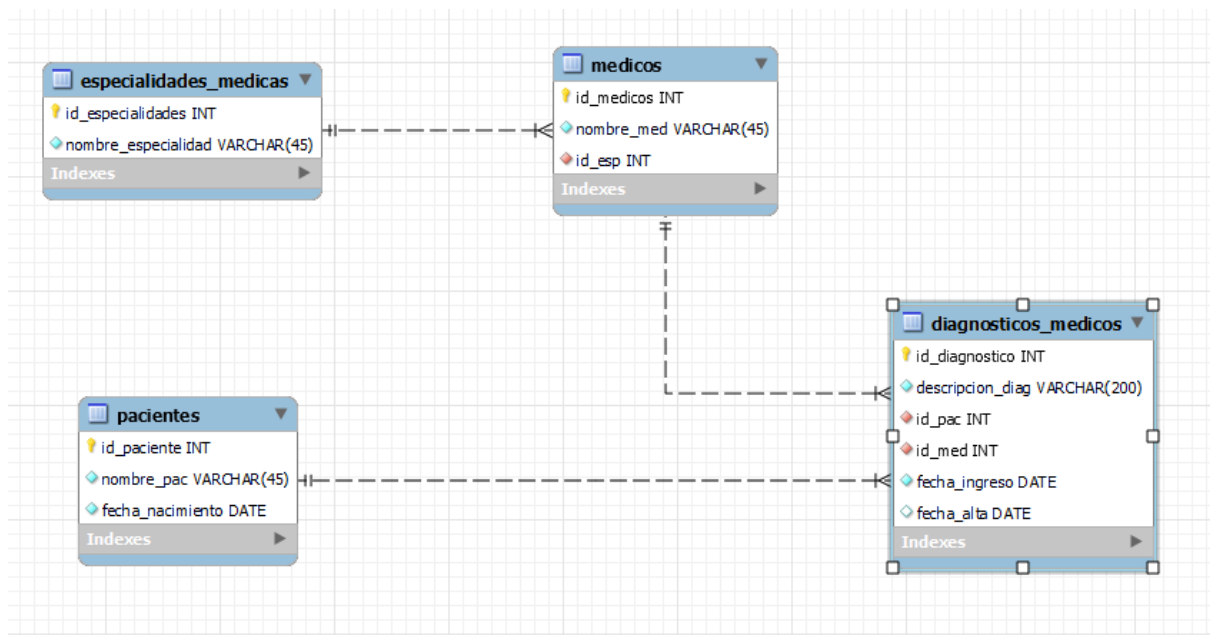 especialidades_medicas
id_especialidades INT
nombre_especialidad VARCHAR(45)
Indexes
medicos
id_medicos INT
nombre_med VARCHAR(45)
id_esp INT
Indexes
pacientes
id_paciente INT
nombre_pac VARCHAR(45)
fecha_nacimiento DATE
Indexes
diagnosticos_medicos
id_diagnostico INT
descripcion_diag VARCHAR(200)
id_pac INT
id_med INT
fecha_ingreso DATE
fecha_alta DATE
Indexes